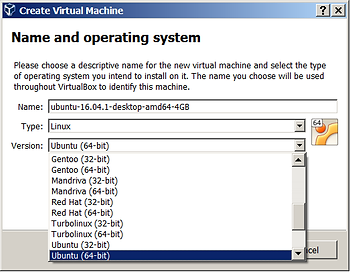 Create Virtual Machine
Name and operating system
Please choose a descriptive name for the new virtual machine and select the type
of operating system you intend to install on it. The name you choose will be used
throughout VirtualBox to identify this machine.
Name: ubuntu-16.04.1-desktop-amd64-4GB
Type: Linux
64
Version: Ubuntu (64-bit)
Gentoo (32-bit)
Gentoo (64-bit)
Mandriva (32-bit)
Mandriva (64-bit)
Red Hat (32-bit)
Red Hat (64-bit)
Turbolinux (32-bit)
Turbolinux (64-bit)
Ubuntu (32-bit)
Ubuntu (64-bit)
cel